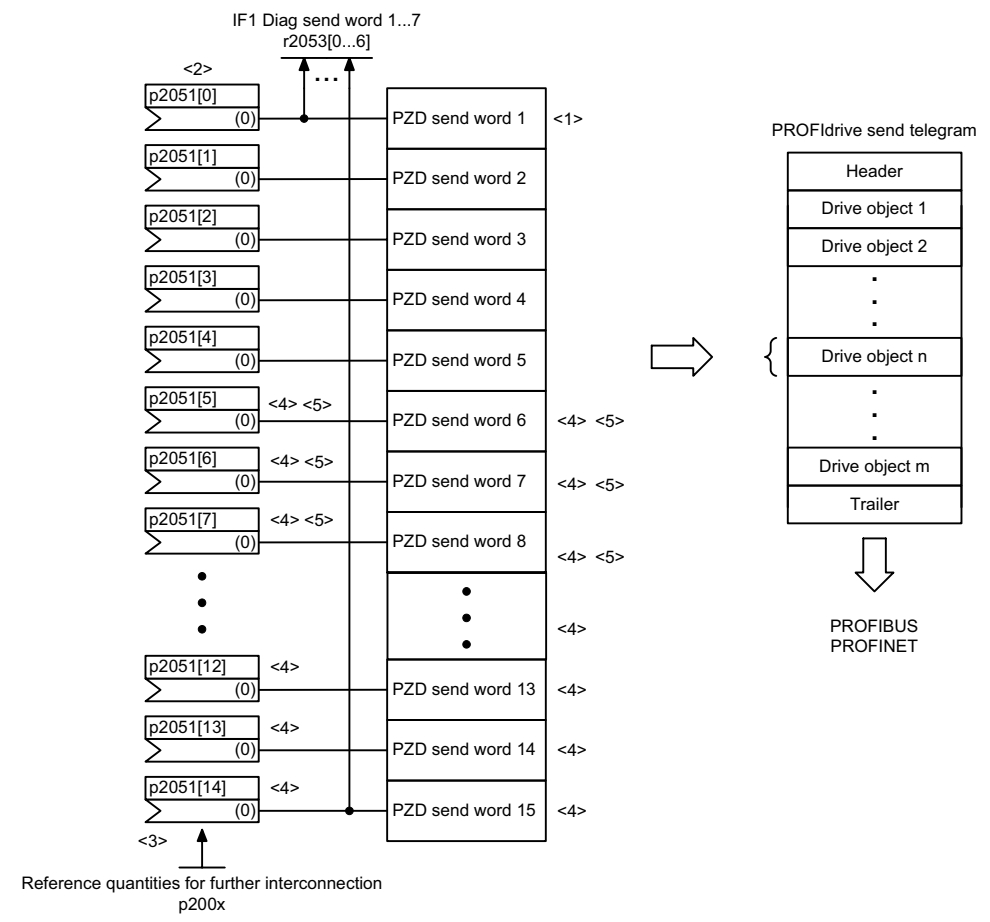 IF1 Diag send word 1...7
r2053[0...6]
<2>
...
p2051[0]
(0)
PZD send word 1
<1>
p2051[1]
(0)
PZD send word 2
p2051[2]
(0)
PZD send word 3
p2051[3]
(0)
PZD send word 4
p2051[4]
(0)
PZD send word 5
p2051[5]
(0)
<4> <5>
PZD send word 6
<4> <5>
p2051[6]
(0)
<4> <5>
PZD send word 7
<4> <5>
p2051[7]
(0)
<4> <5>
PZD send word 8
<4> <5>
<4>
p2051[12]
(0)
<4>
PZD send word 13
<4>
p2051[13]
(0)
<4>
PZD send word 14
<4>
p2051[14]
(0)
<4>
PZD send word 15
<4>
<3>
Reference quantities for further interconnection
p200x
PROFIdrive send telegram
Header
Drive object 1
Drive object 2
Drive object n
Drive object m
Trailer
PROFIBUS
PROFINET